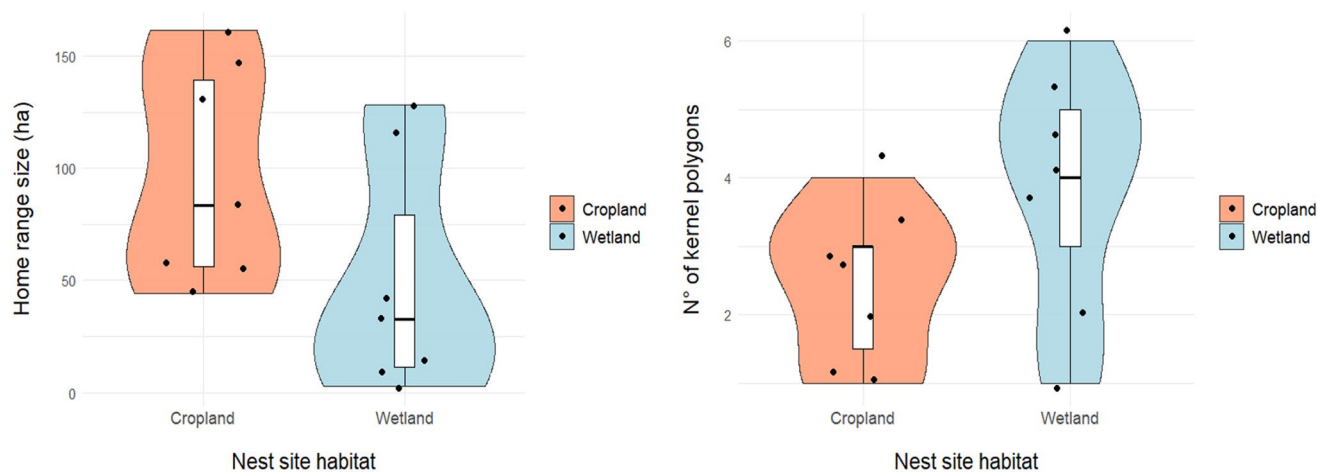 Home range size (ha)
150
100
50
0
Cropland
Wetland
Nest site habitat
Cropland
Wetland
N° of kernel polygons
6
4
2
Cropland
Wetland
Nest site habitat
Cropland
Wetland